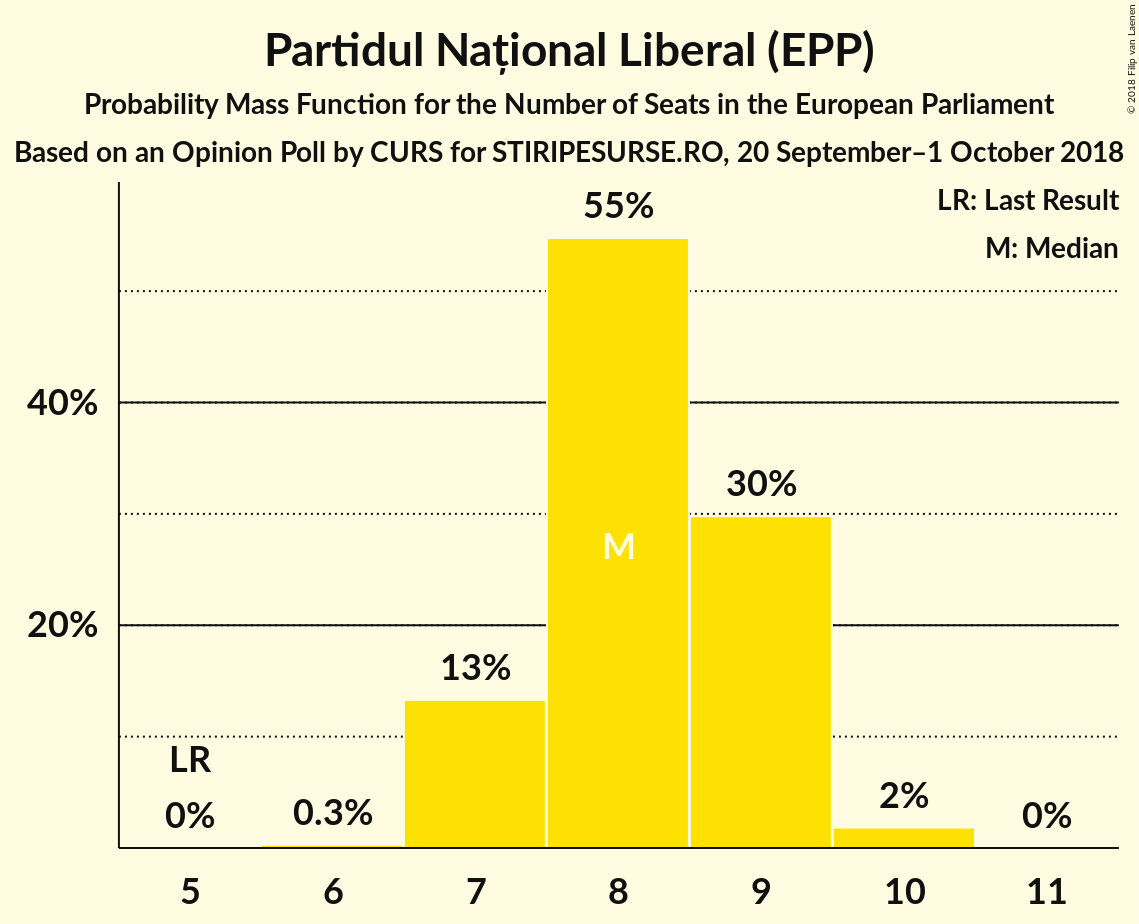 Partidul Național Liberal (EPP)
Probability Mass Function for the Number of Seats in the European Parliament
Based on an Opinion Poll by CURS for STIRIPESURSE.RO, 20 September–1 October 2018
© 2018 Filip van Laenen
LR: Last Result
M: Median
55%
40%
30%
M
20%
13%
LR
2%
0%
0.3%
0%
5
6
7
8
9
10
11